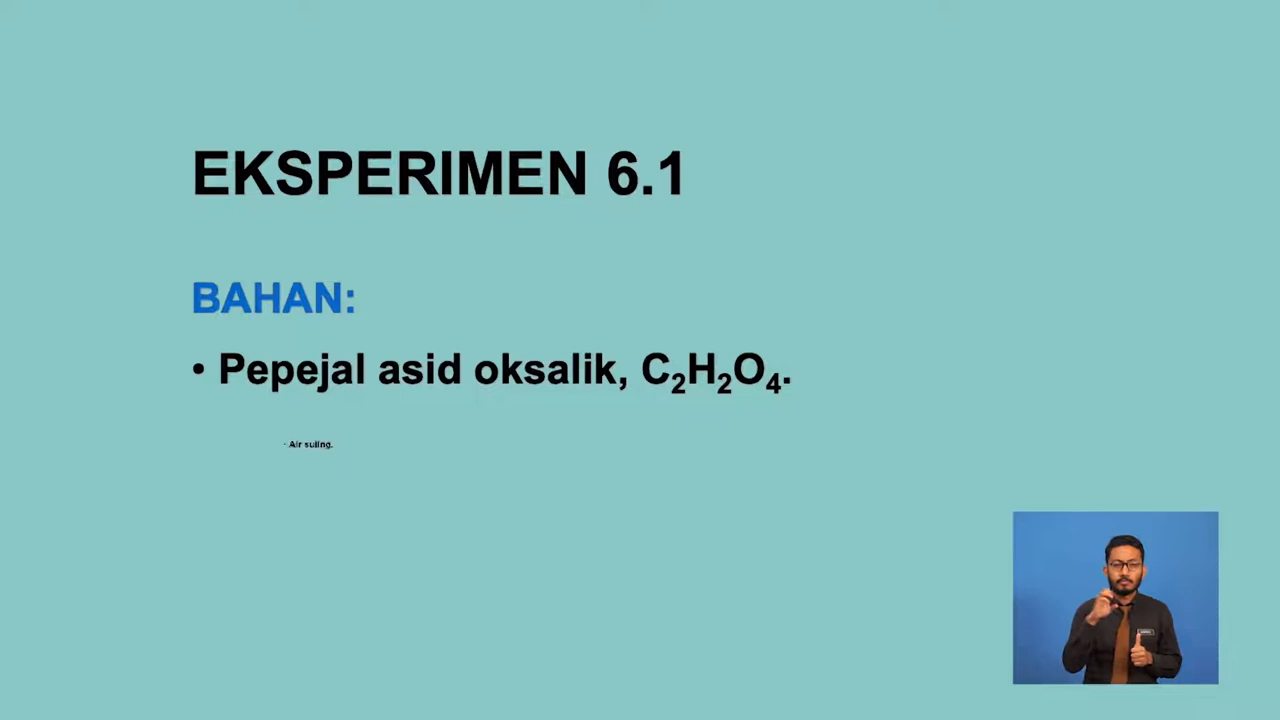 EKSPERIMEN 6.1
BAHAN:
• Pepejal asid oksalik, C₂H₂O₄.
· Air suling.